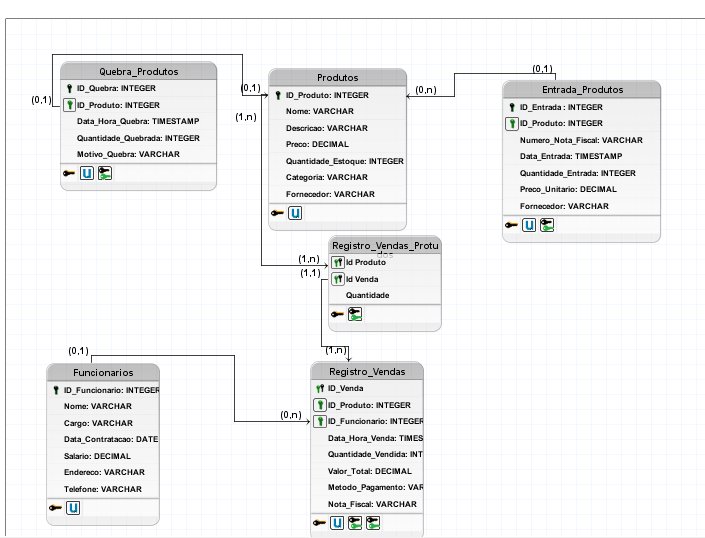 Quebra_Produtos
ID_Quebra: INTEGER
ID_Produto: INTEGER
Data_Hora_Quebra: TIMESTAMP
Quantidade_Quebrada: INTEGER
Motivo_Quebra: VARCHAR
U
(0,1)
(0,1)
(1,n)
Produtos
ID_Produto: INTEGER
Nome: VARCHAR
Descricao: VARCHAR
Preco: DECIMAL
Quantidade_Estoque: INTEGER
Categoria: VARCHAR
Fornecedor: VARCHAR
U
(0,n)
(0,1)
Entrada_Produtos
ID_Entrada : INTEGER
ID_Produto: INTEGER
Numero_Nota_Fiscal: VARCHAR
Data_Entrada: TIMESTAMP
Quantidade_Entrada: INTEGER
Preco_Unitario: DECIMAL
Fornecedor: VARCHAR
U
Registro_Vendas_Protu
dos
Id Produto
Id Venda
Quantidade
(1,n)
(1,1)
(1,n)
(0,1)
Funcionarios
ID_Funcionario: INTEGER
Nome: VARCHAR
Cargo: VARCHAR
Data_Contratacao: DATE
Salario: DECIMAL
Endereco: VARCHAR
Telefone: VARCHAR
U
(0,n)
Registro_Vendas
ID_Venda
ID_Produto: INTEGER
ID_Funcionario: INTEGER
Data_Hora_Venda: TIMES
Quantidade_Vendida: INT
Valor_Total: DECIMAL
Metodo_Pagamento: VAR
Nota_Fiscal: VARCHAR
U